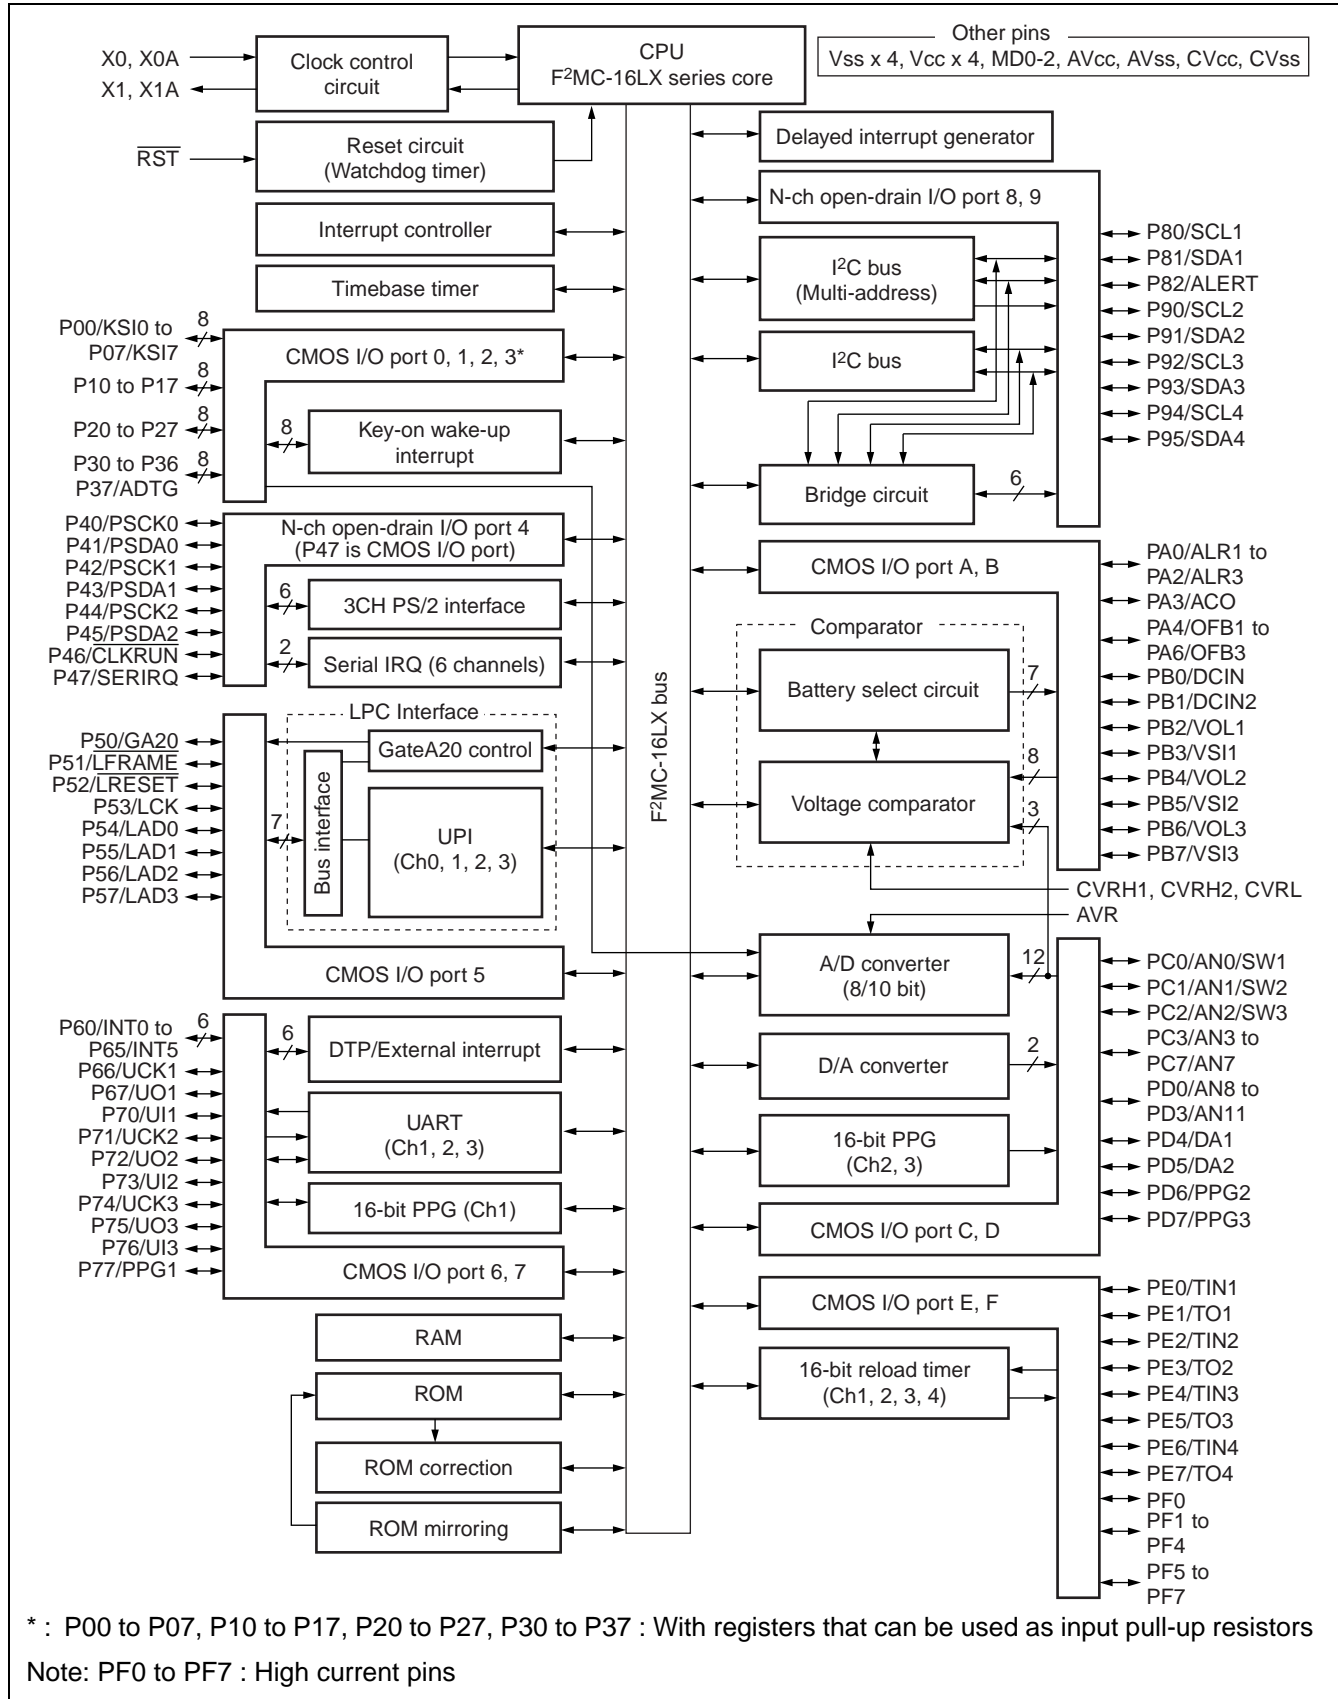 Other pins
Vss x 4, Vcc x 4, MD0-2, AVcc, AVss, CVcc, CVss
X0, X0A
X1, X1A
Clock control
circuit
CPU
F²MC-16LX series core
RST
Reset circuit
(Watchdog timer)
Interrupt controller
Timebase timer
P00/KSI0 to
P07/KSI7
8
P10 to P17
8
P20 to P27
8
P30 to P36
P37/ADTG
8
CMOS I/O port 0, 1, 2, 3*
8
Key-on wake-up
interrupt
P40/PSCK0
P41/PSDA0
P42/PSCK1
P43/PSDA1
P44/PSCK2
P45/PSDA2
P46/CLKRUN
P47/SERIRQ
N-ch open-drain I/O port 4
(P47 is CMOS I/O port)
6
3CH PS/2 interface
2
Serial IRQ (6 channels)
P50/GA20
P51/LFRAME
P52/LRESET
P53/LCK
P54/LAD0
P55/LAD1
P56/LAD2
P57/LAD3
LPC Interface
GateA20 control
7
Bus interface
UPI
(Ch0, 1, 2, 3)
CMOS I/O port 5
P60/INT0 to
P65/INT5
6
P66/UCK1
P67/UO1
P70/UI1
P71/UCK2
P72/UO2
P73/UI2
P74/UCK3
P75/UO3
P76/UI3
P77/PPG1
6
DTP/External interrupt
UART
(Ch1, 2, 3)
16-bit PPG (Ch1)
CMOS I/O port 6, 7
RAM
ROM
ROM correction
ROM mirroring
F²MC-16LX bus
Delayed interrupt generator
N-ch open-drain I/O port 8, 9
I²C bus
(Multi-address)
I²C bus
Bridge circuit
6
P80/SCL1
P81/SDA1
P82/ALERT
P90/SCL2
P91/SDA2
P92/SCL3
P93/SDA3
P94/SCL4
P95/SDA4
CMOS I/O port A, B
Comparator
Battery select circuit
7
Voltage comparator
8
3
PA0/ALR1 to
PA2/ALR3
PA3/ACO
PA4/OFB1 to
PA6/OFB3
PB0/DCIN
PB1/DCIN2
PB2/VOL1
PB3/VSI1
PB4/VOL2
PB5/VSI2
PB6/VOL3
PB7/VSI3
CVRH1, CVRH2, CVRL
AVR
A/D converter
(8/10 bit)
12
D/A converter
2
16-bit PPG
(Ch2, 3)
CMOS I/O port C, D
PC0/AN0/SW1
PC1/AN1/SW2
PC2/AN2/SW3
PC3/AN3 to
PC7/AN7
PD0/AN8 to
PD3/AN11
PD4/DA1
PD5/DA2
PD6/PPG2
PD7/PPG3
CMOS I/O port E, F
16-bit reload timer
(Ch1, 2, 3, 4)
PE0/TIN1
PE1/TO1
PE2/TIN2
PE3/TO2
PE4/TIN3
PE5/TO3
PE6/TIN4
PE7/TO4
PF0
PF1 to
PF4
PF5 to
PF7
* : P00 to P07, P10 to P17, P20 to P27, P30 to P37 : With registers that can be used as input pull-up resistors
Note: PF0 to PF7 : High current pins